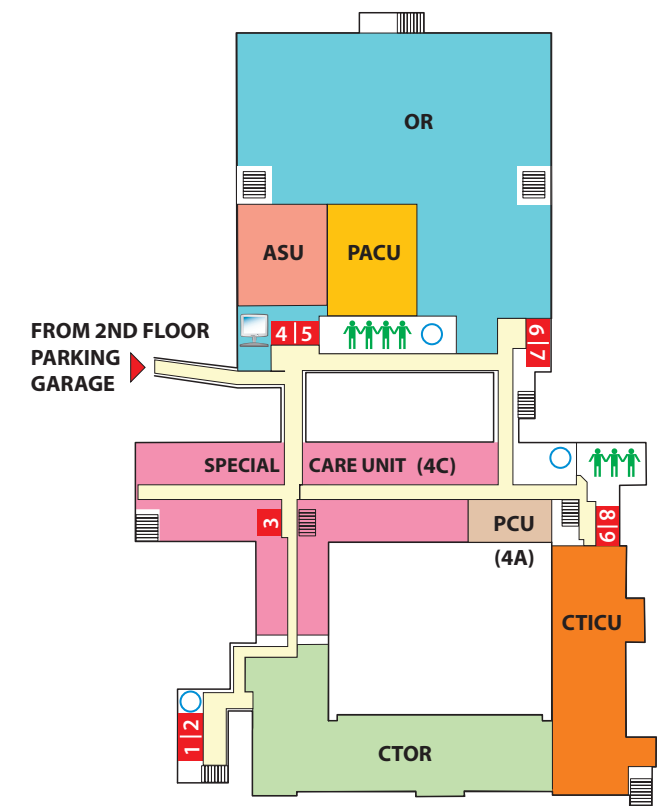 OR
ASU
PACU
FROM 2ND FLOOR
PARKING
GARAGE
4|5
6|7
SPECIAL CARE UNIT (4C)
3
PCU
(4A)
8|9
CTICU
1|2
CTOR